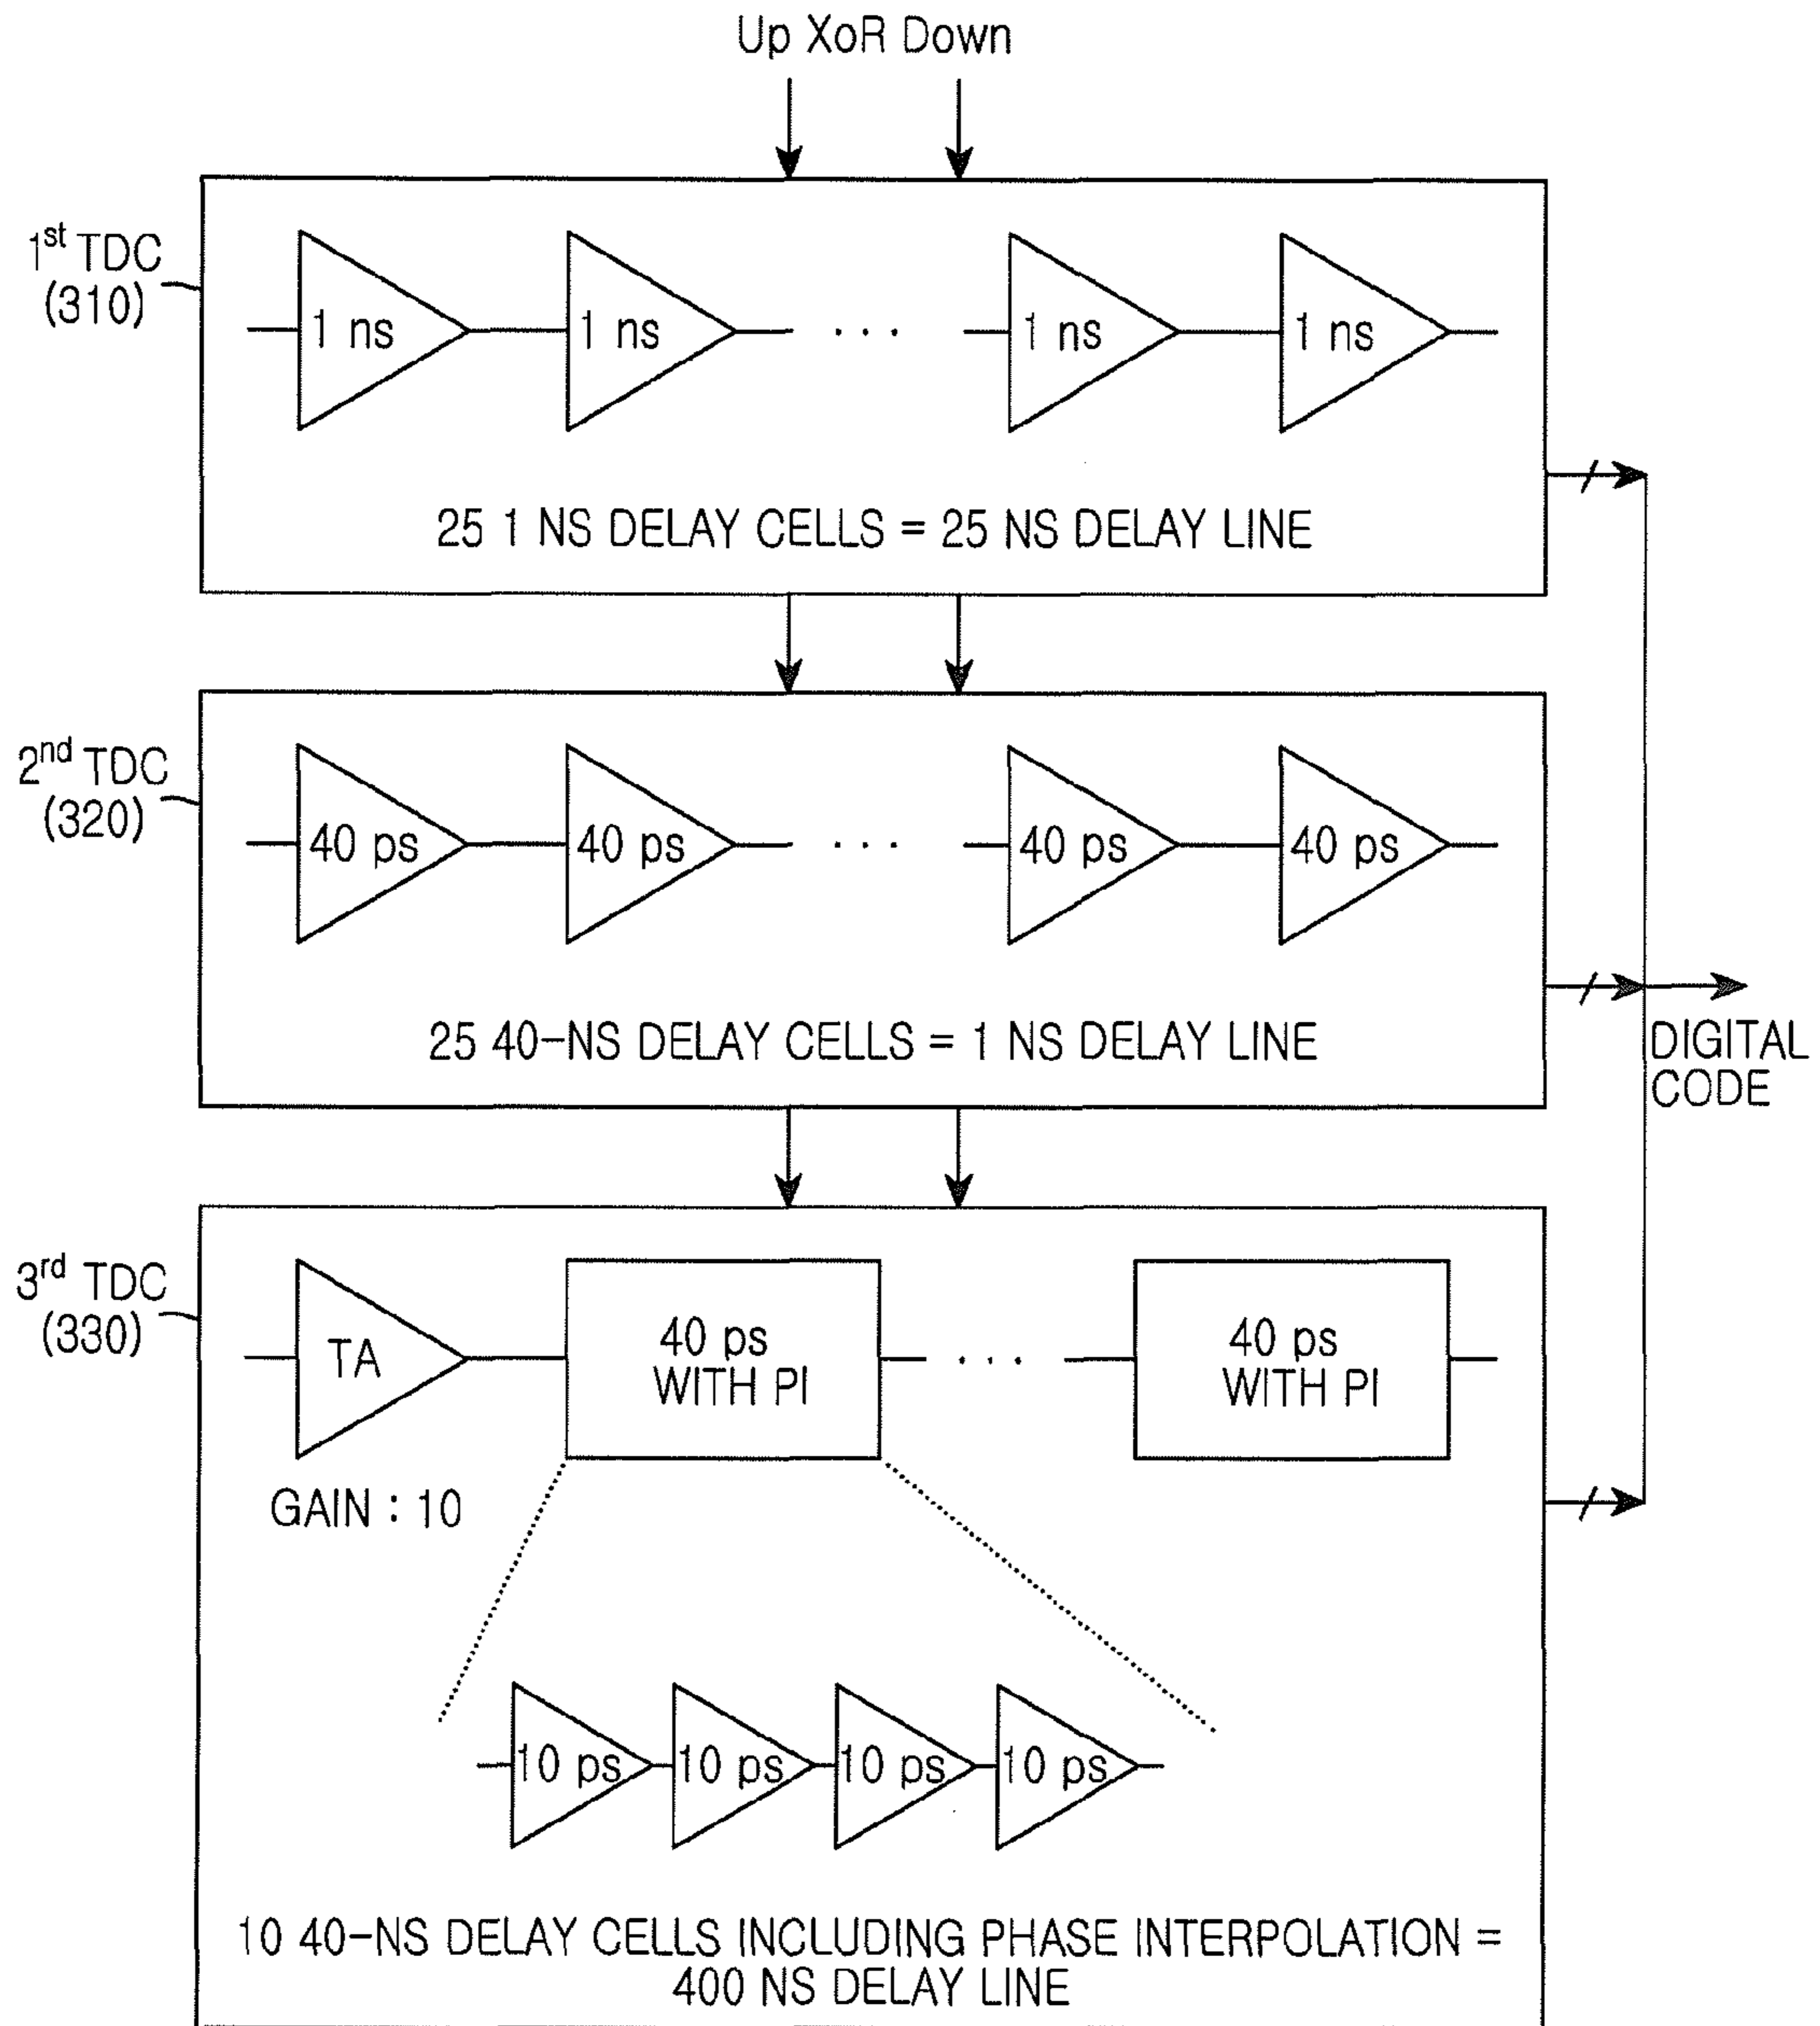 Up XoR Down
1st TDC
(310)
1 ns 1 ns ... 1 ns 1 ns
25 1 NS DELAY CELLS = 25 NS DELAY LINE
2nd TDC
(320)
40 ps 40 ps ... 40 ps 40 ps
25 40-NS DELAY CELLS = 1 NS DELAY LINE
DIGITAL
CODE
3rd TDC
(330)
TA
40 ps
WITH PI
...
40 ps
WITH PI
GAIN : 10
10 ps 10 ps 10 ps 10 ps
10 40-NS DELAY CELLS INCLUDING PHASE INTERPOLATION =
400 NS DELAY LINE